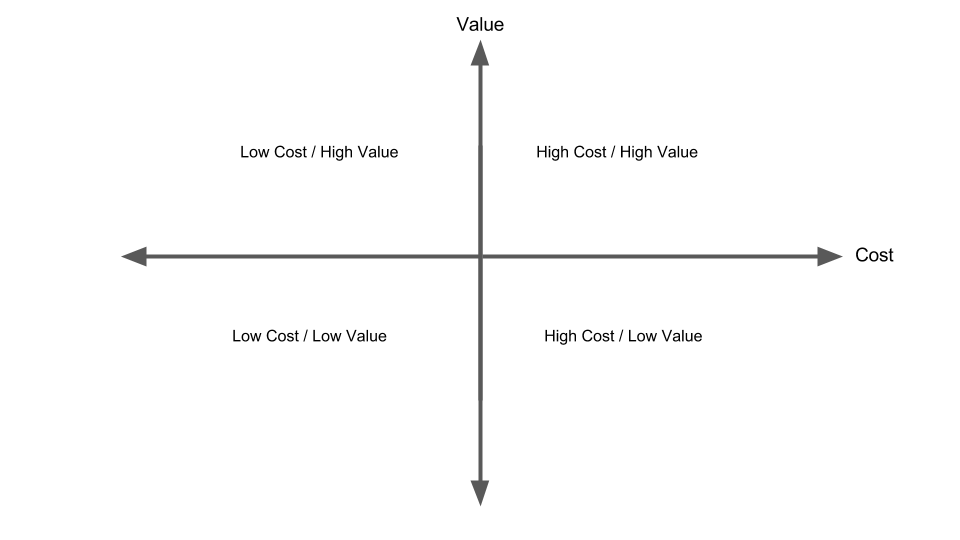 Value
Low Cost / High Value
High Cost / High Value
Cost
Low Cost / Low Value
High Cost / Low Value